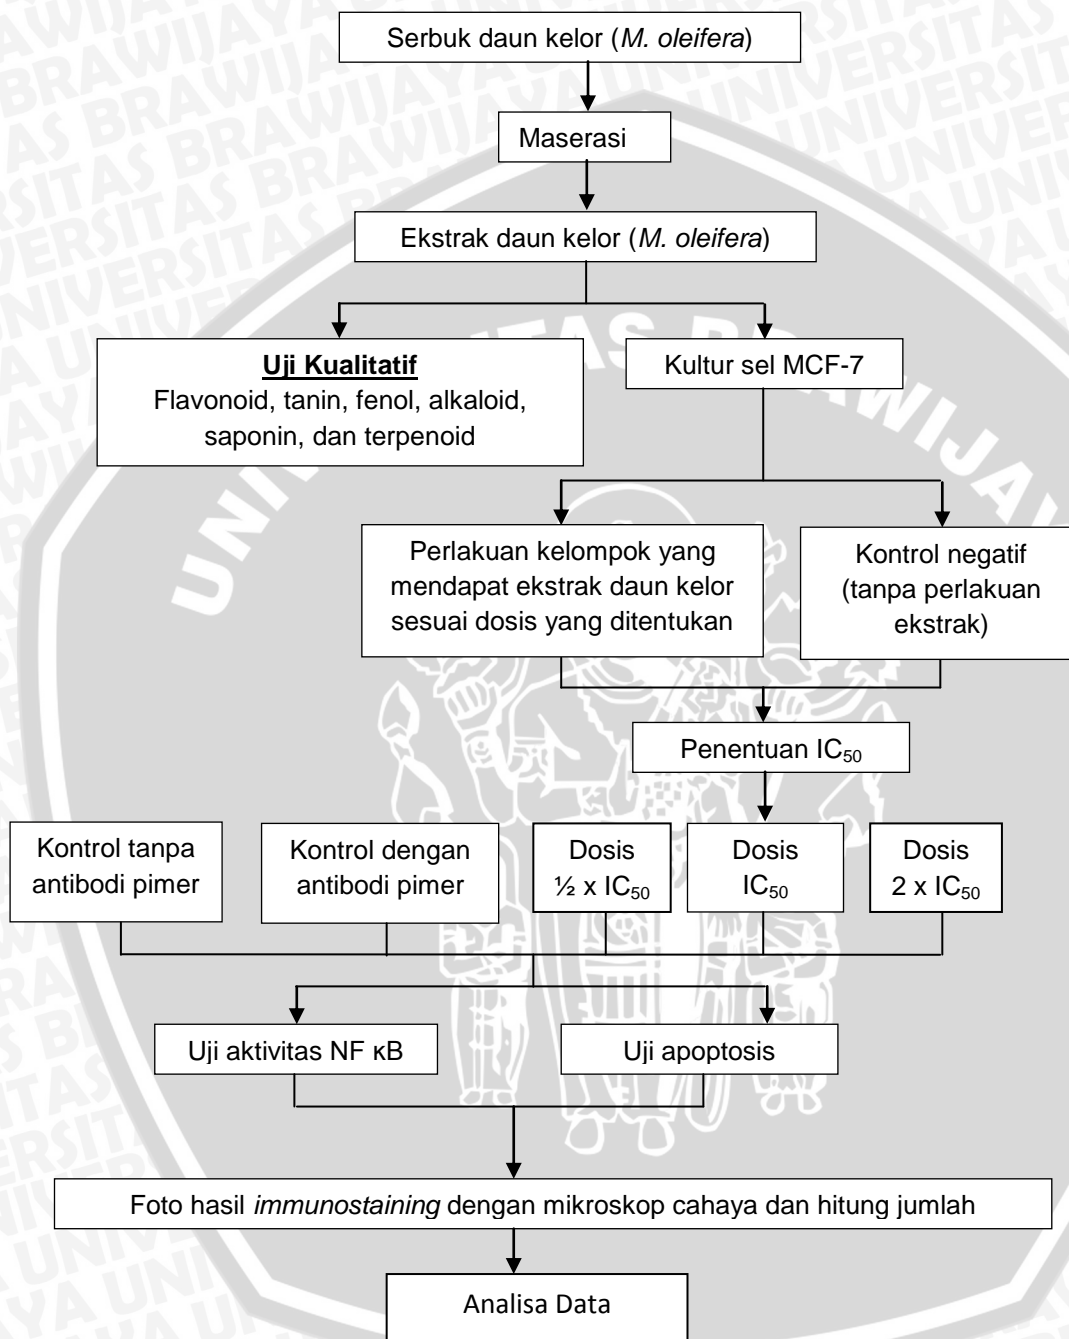 Serbuk daun kelor (M. oleifera)
Maserasi
Ekstrak daun kelor (M. oleifera)
Uji Kualitatif
Flavonoid, tanin, fenol, alkaloid,
saponin, dan terpenoid
Kultur sel MCF-7
Perlakuan kelompok yang
mendapat ekstrak daun kelor
sesuai dosis yang ditentukan
Kontrol negatif
(tanpa perlakuan
ekstrak)
Penentuan IC50
Kontrol tanpa
antibodi pimer
Kontrol dengan
antibodi pimer
Dosis
½ x IC50
Dosis
IC50
Dosis
2 x IC50
Uji aktivitas NF κB
Uji apoptosis
Foto hasil immunostaining dengan mikroskop cahaya dan hitung jumlah
Analisa Data
UNIVERSITAS BRAWIJAYA